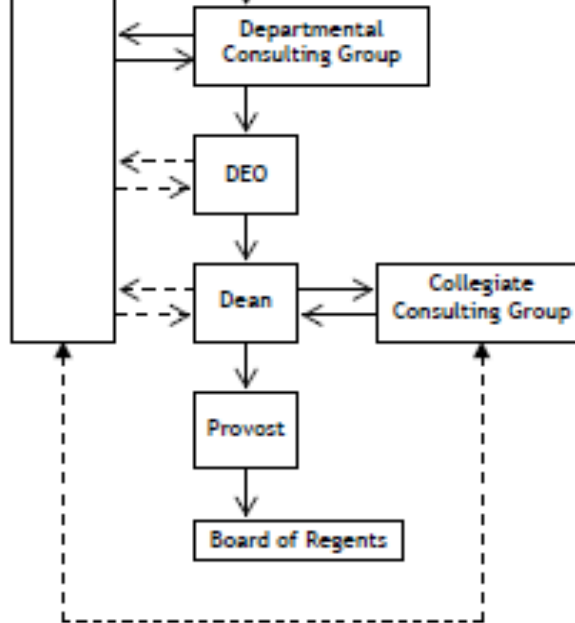 Departmental
Consulting Group
DEO
Dean
Collegiate
Consulting Group
Provost
Board of Regents